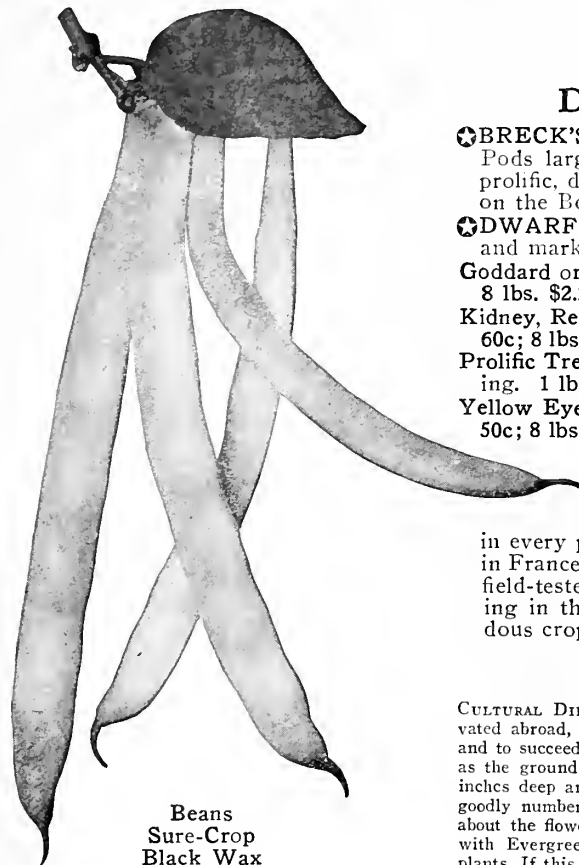 D
✪BRECK'S
Pods larg
prolific, d
on the Bo
✪DWARF
and mark
Goddard or
8 lbs. $2.
Kidney, Re
60c; 8 lbs
Prolific Tre
ing. 1 lb
Yellow Eye
50c; 8 lbs
in every p
in France
field-teste
ing in th
dous crop
CULTURAL DI
vated abroad,
and to succeed
as the ground
inches deep an
goodly number
about the flow
with Evergree
plants. If this
Beans
Sure-Crop
Black Wax